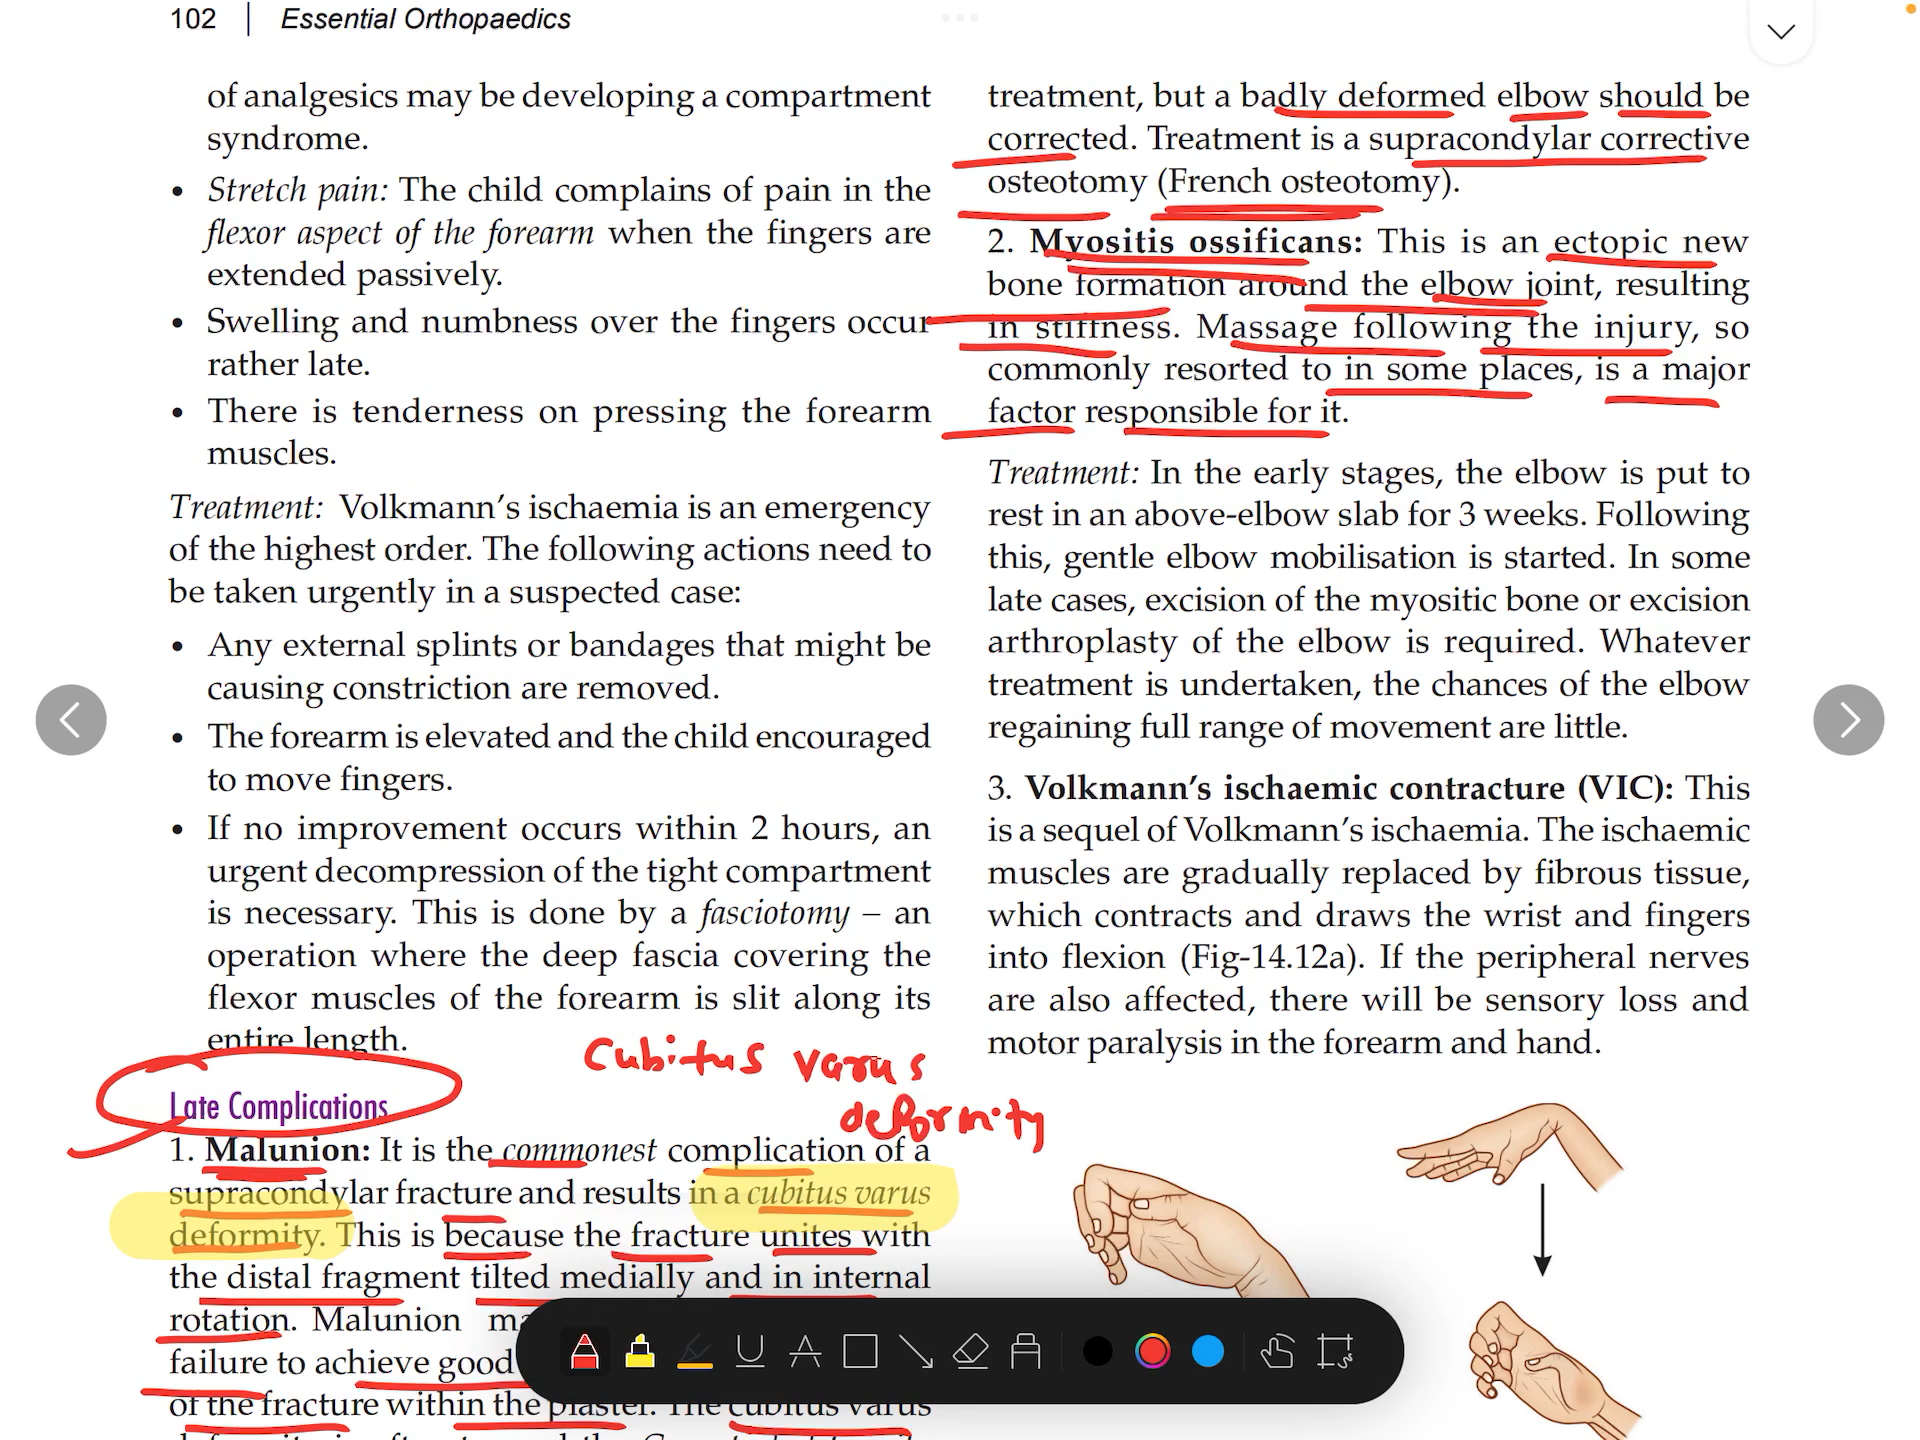 102 | Essential Orthopaedics
of analgesics may be developing a compartment
syndrome.
• Stretch pain: The child complains of pain in the
flexor aspect of the forearm when the fingers are
extended passively.
• Swelling and numbness over the fingers occur
rather late.
• There is tenderness on pressing the forearm
muscles.
Treatment: Volkmann's ischaemia is an emergency
of the highest order. The following actions need to
be taken urgently in a suspected case:
• Any external splints or bandages that might be
causing constriction are removed.
• The forearm is elevated and the child encouraged
to move fingers.
• If no improvement occurs within 2 hours, an
urgent decompression of the tight compartment
is necessary. This is done by a fasciotomy – an
operation where the deep fascia covering the
flexor muscles of the forearm is slit along its
entire length.
Cubitus varus
deformity
Late Complications
1. Malunion: It is the commonest complication of a
supracondylar fracture and results in a cubitus varus
deformity. This is because the fracture unites with
the distal fragment tilted medially and in internal
rotation. Malunion
failure to achieve good
of the fracture within the plaster. The cubitus varus
treatment, but a badly deformed elbow should be
corrected. Treatment is a supracondylar corrective
osteotomy (French osteotomy).
2. Myositis ossificans: This is an ectopic new
bone formation around the elbow joint, resulting
in stiffness. Massage following the injury, so
commonly resorted to in some places, is a major
factor responsible for it.
Treatment: In the early stages, the elbow is put to
rest in an above-elbow slab for 3 weeks. Following
this, gentle elbow mobilisation is started. In some
late cases, excision of the myositic bone or excision
arthroplasty of the elbow is required. Whatever
treatment is undertaken, the chances of the elbow
regaining full range of movement are little.
3. Volkmann's ischaemic contracture (VIC): This
is a sequel of Volkmann's ischaemia. The ischaemic
muscles are gradually replaced by fibrous tissue,
which contracts and draws the wrist and fingers
into flexion (Fig-14.12a). If the peripheral nerves
are also affected, there will be sensory loss and
motor paralysis in the forearm and hand.